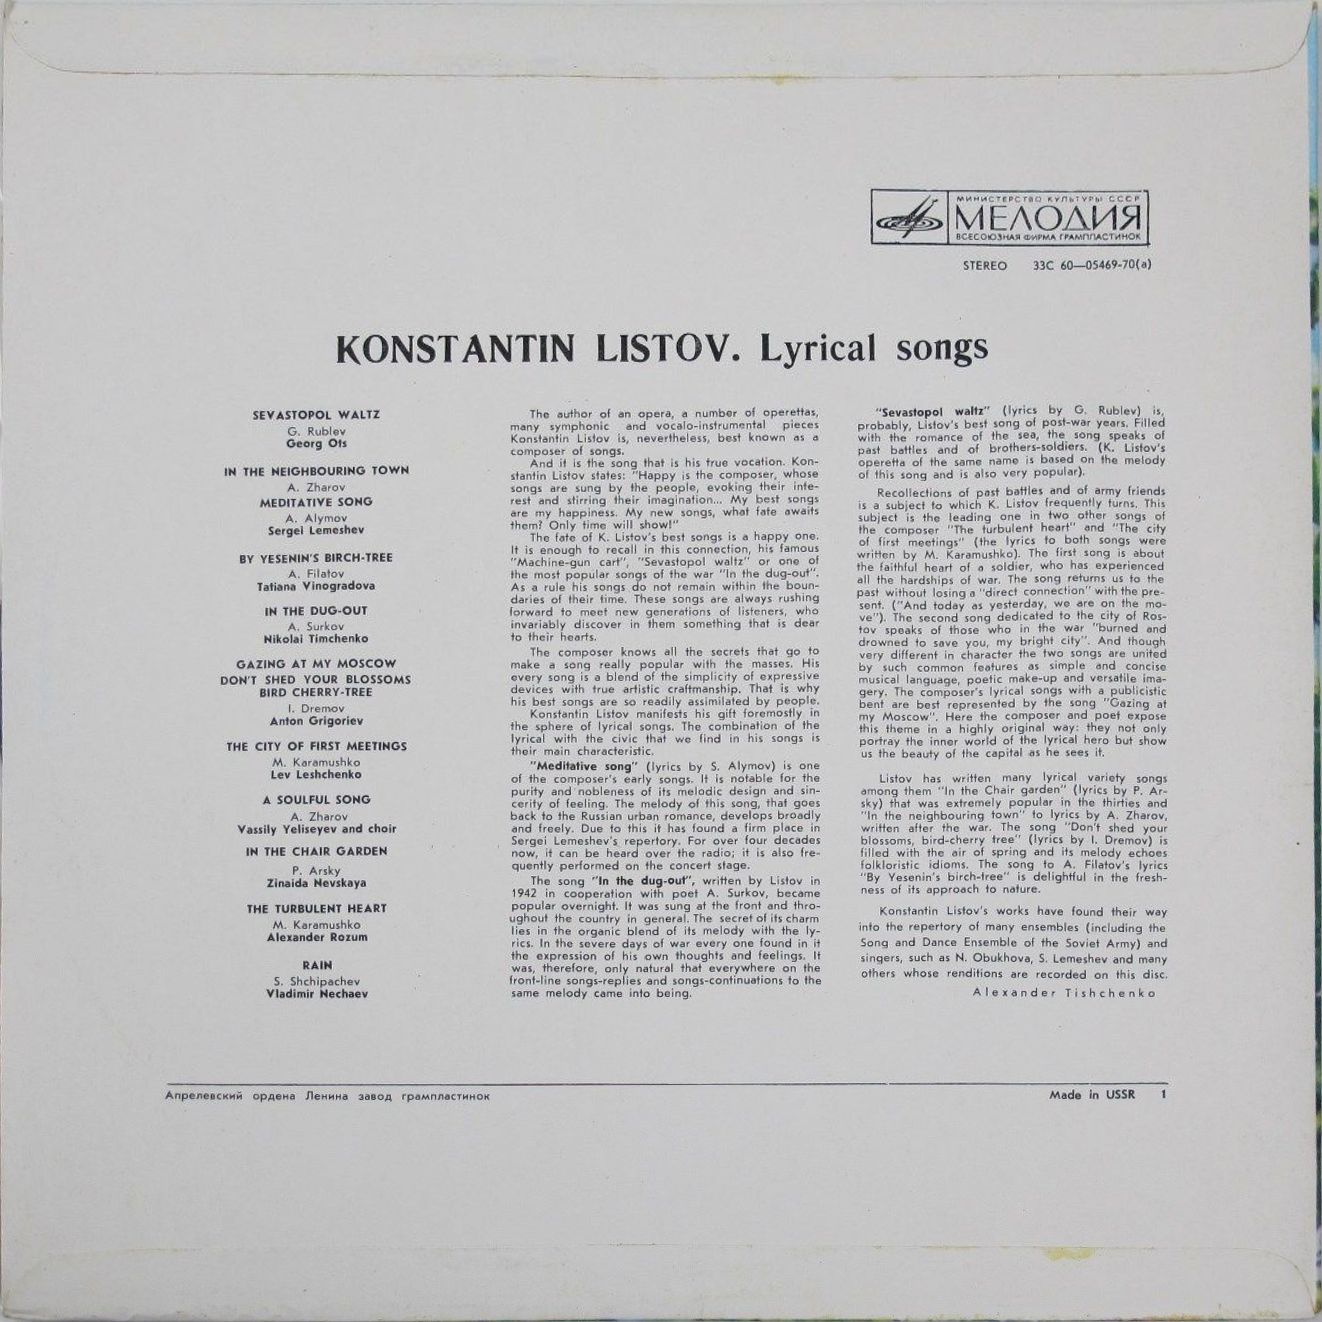 МИНИСТЕРСТВО КУЛЬТУРЫ СССР
МЕЛОДИЯ
ВСЕСОЮЗНАЯ ФИРМА ГРАМПЛАСТИНОК
STEREO 33С 60—05469-70(а)
KONSTANTIN LISTOV. Lyrical songs
SEVASTOPOL WALTZ
G. Rublev
Georg Ots
IN THE NEIGHBOURING TOWN
A. Zharov
MEDITATIVE SONG
A. Alymov
Sergei Lemeshev
BY YESENIN'S BIRCH-TREE
A. Filatov
Tatiana Vinogradova
IN THE DUG-OUT
A. Surkov
Nikolai Timchenko
GAZING AT MY MOSCOW
DON'T SHED YOUR BLOSSOMS
BIRD CHERRY-TREE
I. Dremov
Anton Grigoriev
THE CITY OF FIRST MEETINGS
M. Karamushko
Lev Leshchenko
A SOULFUL SONG
A. Zharov
Vassily Yeliseyev and choir
IN THE CHAIR GARDEN
P. Arsky
Zinaida Nevskaya
THE TURBULENT HEART
M. Karamushko
Alexander Rozum
RAIN
S. Shchipachev
Vladimir Nechaev
The author of an opera, a number of operettas,
many symphonic and vocalo-instrumental pieces
Konstantin Listov is, nevertheless, best known as a
composer of songs.
And it is the song that is his true vocation. Kon-
stantin Listov states: "Happy is the composer, whose
songs are sung by the people, evoking their inte-
rest and stirring their imagination... My best songs
are my happiness. My new songs, what fate awaits
them? Only time will show!"
The fate of K. Listov's best songs is a happy one.
It is enough to recall in this connection, his famous
"Machine-gun cart", "Sevastopol waltz" or one of
the most popular songs of the war "In the dug-out".
As a rule his songs do not remain within the boun-
daries of their time. These songs are always rushing
forward to meet new generations of listeners, who
invariably discover in them something that is dear
to their hearts.
The composer knows all the secrets that go to
make a song really popular with the masses. His
every song is a blend of the simplicity of expressive
devices with true artistic craftmanship. That is why
his best songs are so readily assimilated by people.
Konstantin Listov manifests his gift foremostly in
the sphere of lyrical songs. The combination of the
lyrical with the civic that we find in his songs is
their main characteristic.
"Meditative song" (lyrics by S. Alymov) is one
of the composer's early songs. It is notable for the
purity and nobleness of its melodic design and sin-
cerity of feeling. The melody of this song, that goes
back to the Russian urban romance, develops broadly
and freely. Due to this it has found a firm place in
Sergei Lemeshev's repertory. For over four decades
now, it can be heard over the radio; it is also fre-
quently performed on the concert stage.
The song "In the dug-out", written by Listov in
1942 in cooperation with poet A. Surkov, became
popular overnight. It was sung at the front and thro-
ughout the country in general. The secret of its charm
lies in the organic blend of its melody with the ly-
rics. In the severe days of war every one found in it
the expression of his own thoughts and feelings. It
was, therefore, only natural that everywhere on the
front-line songs-replies and songs-continuations to the
same melody came into being.
"Sevastopol waltz" (lyrics by G. Rublev) is,
probably, Listov's best song of post-war years. Filled
with the romance of the sea, the song speaks of
past battles and of brothers-soldiers. (K. Listov's
operetta of the same name is based on the melody
of this song and is also very popular).
Recollections of past battles and of army friends
is a subject to which K. Listov frequently turns. This
subject is the leading one in two other songs of
the composer "The turbulent heart" and "The city
of first meetings" (the lyrics to both songs were
written by M. Karamushko). The first song is about
the faithful heart of a soldier, who has experienced
all the hardships of war. The song returns us to the
past without losing a "direct connection" with the pre-
sent. ("And today as yesterday, we are on the mo-
ve"). The second song dedicated to the city of Ros-
tov speaks of those who in the war "burned and
drowned to save you, my bright city". And though
very different in character the two songs are united
by such common features as simple and concise
musical language, poetic make-up and versatile ima-
gery. The composer's lyrical songs with a publicistic
bent are best represented by the song "Gazing at
my Moscow". Here the composer and poet expose
this theme in a highly original way: they not only
portray the inner world of the lyrical hero but show
us the beauty of the capital as he sees it.
Listov has written many lyrical variety songs
among them "In the Chair garden" (lyrics by P. Ar-
sky) that was extremely popular in the thirties and
"In the neighbouring town" to lyrics by A. Zharov,
written after the war. The song "Don't shed your
blossoms, bird-cherry tree" (lyrics by I. Dremov) is
filled with the air of spring and its melody echoes
folkloristic idioms. The song to A. Filatov's lyrics
"By Yesenin's birch-tree" is delightful in the fresh-
ness of its approach to nature.
Konstantin Listov's works have found their way
into the repertory of many ensembles (including the
Song and Dance Ensemble of the Soviet Army) and
singers, such as N. Obukhova, S. Lemeshev and many
others whose renditions are recorded on this disc.
Alexander Tishchenko
Апрелевский ордена Ленина завод грампластинок
Made in USSR 1